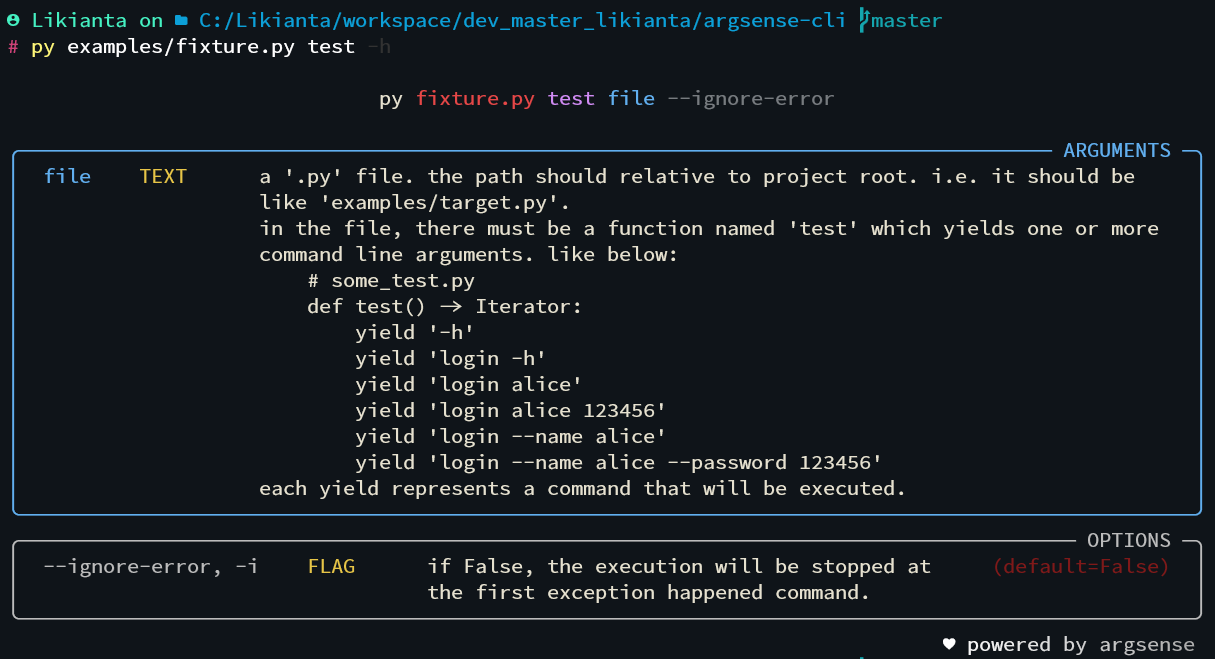 Likianta on C:/Likianta/workspace/dev_master_likianta/argsense-cli master
# py examples/fixture.py test -h
py fixture.py test file --ignore-error
ARGUMENTS
file TEXT a '.py' file. the path should relative to project root. i.e. it should be
like 'examples/target.py'.
in the file, there must be a function named 'test' which yields one or more
command line arguments. like below:
# some_test.py
def test() -> Iterator:
yield '-h'
yield 'login -h'
yield 'login alice'
yield 'login alice 123456'
yield 'login --name alice'
yield 'login --name alice --password 123456'
each yield represents a command that will be executed.
OPTIONS
--ignore-error, -i FLAG if False, the execution will be stopped at (default=False)
the first exception happened command.
♥ powered by argsense